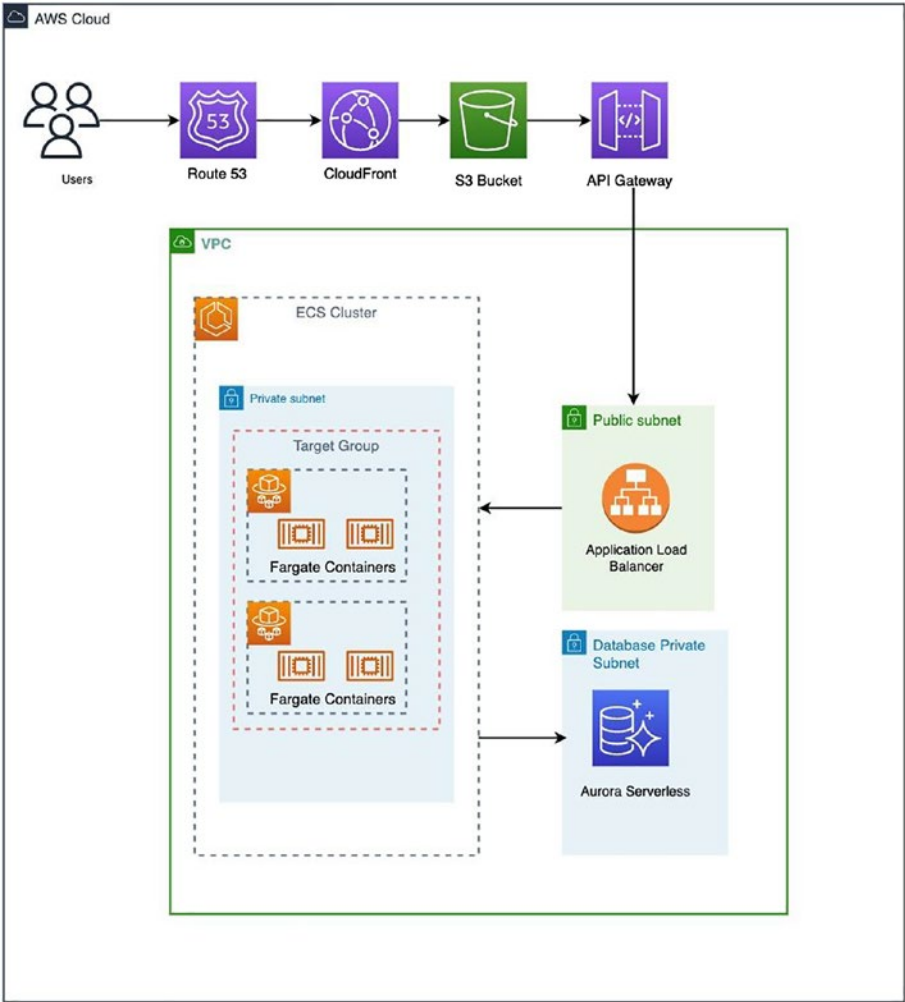 AWS Cloud
53
Users
Route 53
CloudFront
S3 Bucket
</>
API Gateway
VPC
ECS Cluster
Private subnet
Target Group
Fargate Containers
Fargate Containers
Public subnet
Application Load
Balancer
Database Private
Subnet
Aurora Serverless